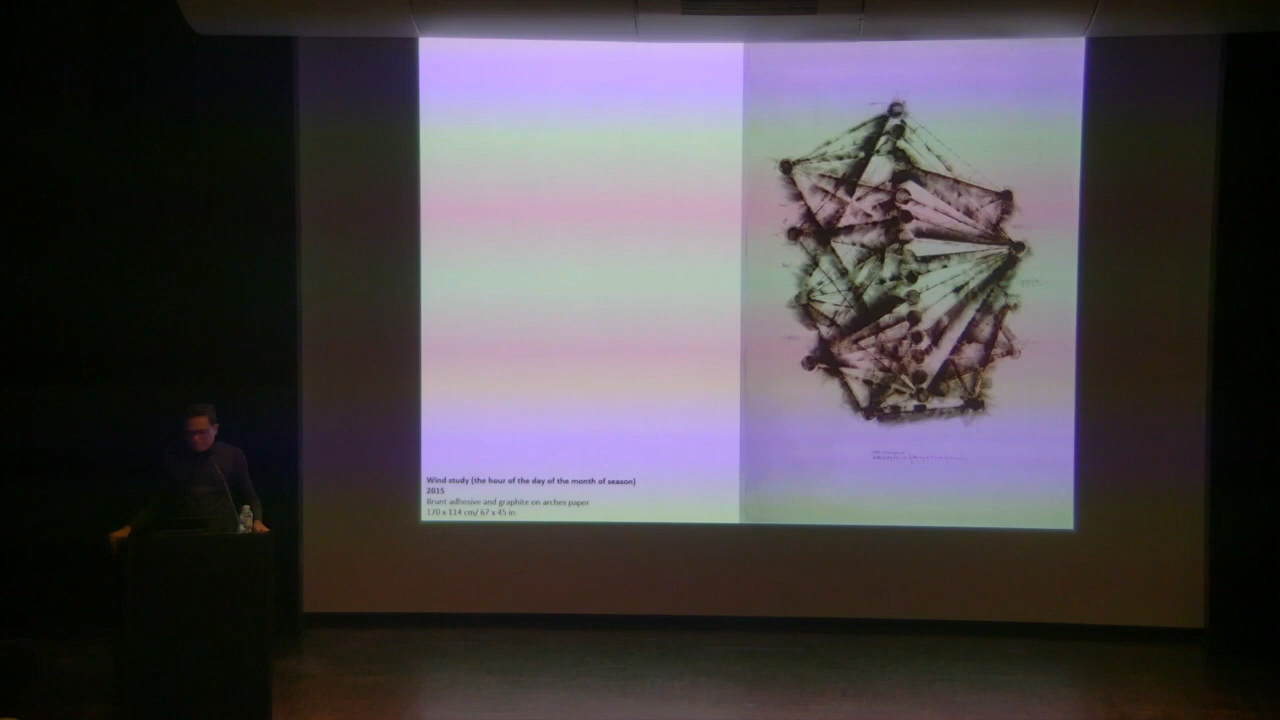 Wind study (the hour of the day of the month of season)
2015
Brunt adhesive and graphite on arches paper
170 x 114 cm/ 67 x 45 in